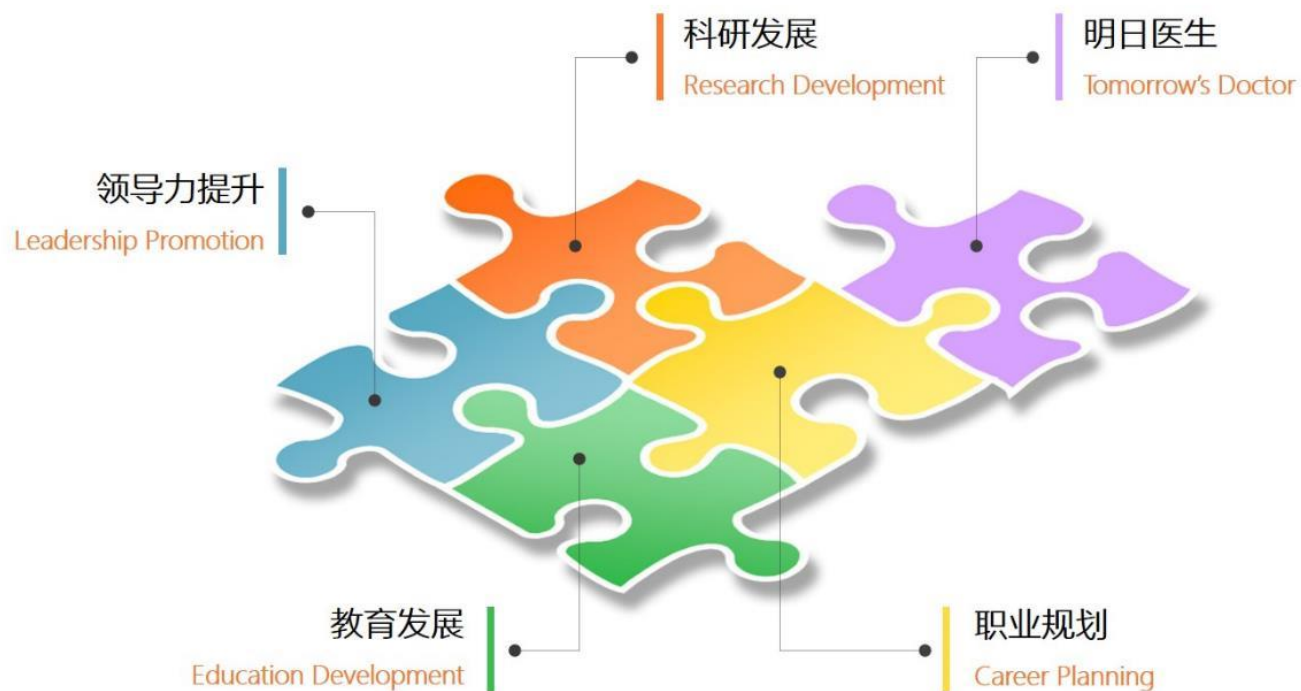 科研发展
Research Development
明日医生
Tomorrow's Doctor
领导力提升
Leadership Promotion
教育发展
Education Development
职业规划
Career Planning